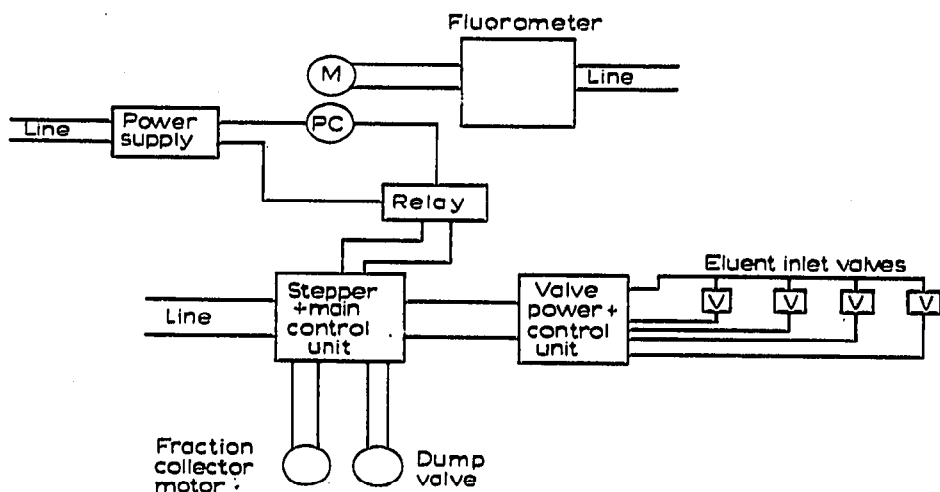 Fluorometer
M
Line
Line
Power
supply
PC
Relay
Eluent inlet valves
V
V
V
V
Line
Stepper
+main
control
unit
Valve
power+
control
unit
Fraction
collector
motor
Dump
valve